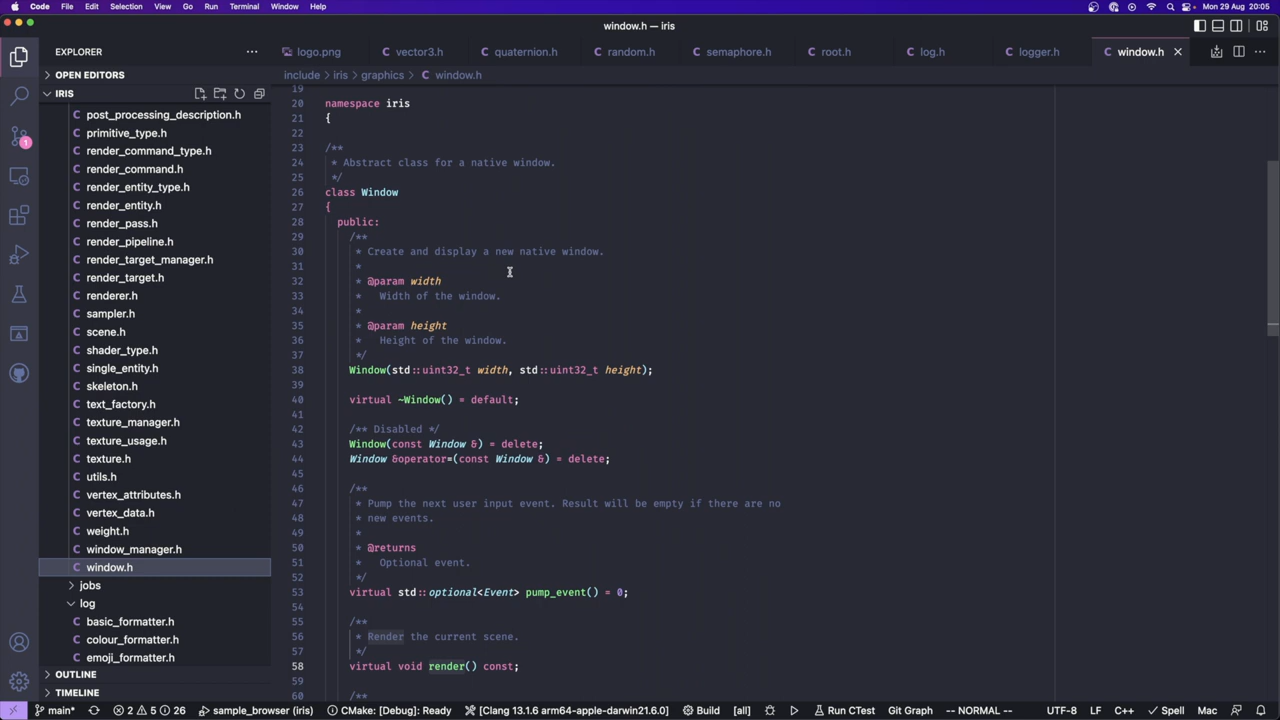 Code File Edit Selection View Go Run Terminal Window Help Mon 29 Aug 20:05
window.h — iris
EXPLORER ···
logo.png C vector3.h C quaternion.h C random.h C semaphore.h C root.h C log.h C logger.h C window.h ×
include > iris > graphics > C window.h
OPEN EDITORS
IRIS
C post_processing_description.h
C primitive_type.h
C render_command_type.h
C render_command.h
C render_entity_type.h
C render_entity.h
C render_pass.h
C render_pipeline.h
C render_target_manager.h
C render_target.h
C renderer.h
C sampler.h
C scene.h
C shader_type.h
C single_entity.h
C skeleton.h
C text_factory.h
C texture_manager.h
C texture_usage.h
C texture.h
C utils.h
C vertex_attributes.h
C vertex_data.h
C weight.h
C window_manager.h
C window.h
jobs
log
C basic_formatter.h
C colour_formatter.h
C emoji_formatter.h
OUTLINE
TIMELINE
1
19
20 namespace iris
21 {
22
23 /**
24 * Abstract class for a native window.
25 */
26 class Window
27 {
28 public:
29 /**
30 * Create and display a new native window.
31 *
32 * @param width
33 * Width of the window.
34 *
35 * @param height
36 * Height of the window.
37 */
38 Window(std::uint32_t width, std::uint32_t height);
39
40 virtual ~Window() = default;
41
42 /** Disabled */
43 Window(const Window &) = delete;
44 Window &operator=(const Window &) = delete;
45
46 /**
47 * Pump the next user input event. Result will be empty if there are no
48 * new events.
49 *
50 * @returns
51 * Optional event.
52 */
53 virtual std::optional<Event> pump_event() = 0;
54
55 /**
56 * Render the current scene.
57 */
58 virtual void render() const;
59
60 /**
main* 2 5 26 sample_browser (iris) CMake: [Debug]: Ready [Clang 13.1.6 arm64-apple-darwin21.6.0] Build [all] Run CTest Git Graph -- NORMAL -- UTF-8 LF C++ Spell Mac